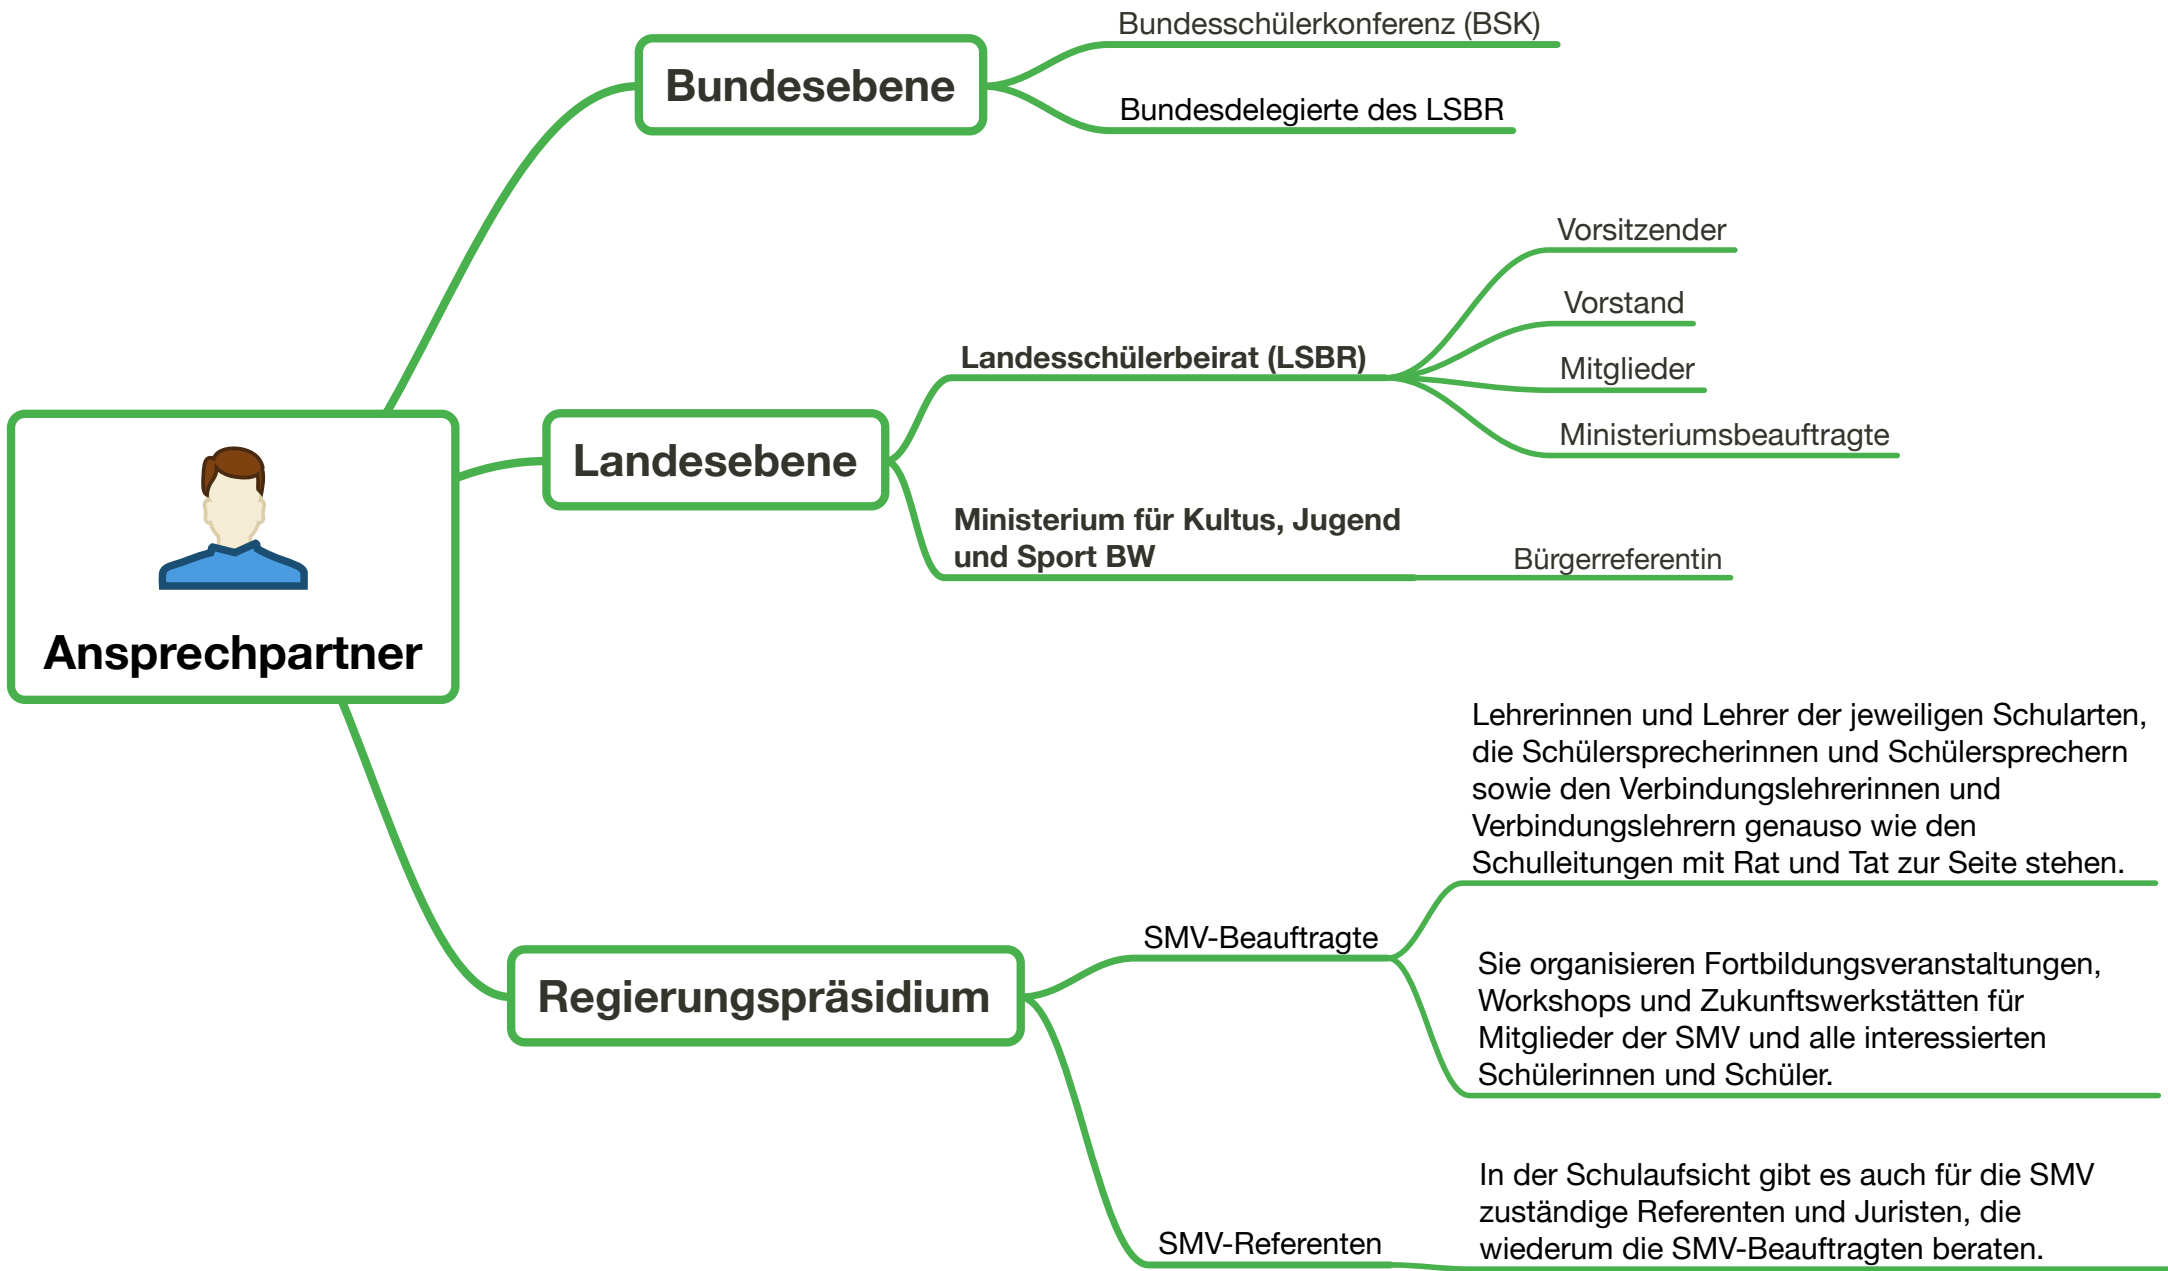 Ansprechpartner
Bundesebene
Bundesschülerkonferenz (BSK)
Bundesdelegierte des LSBR
Landesebene
Landesschülerbeirat (LSBR)
Vorsitzender
Vorstand
Mitglieder
Ministeriumsbeauftragte
Ministerium für Kultus, Jugend
und Sport BW
Bürgerreferentin
Regierungspräsidium
SMV-Beauftragte
Lehrerinnen und Lehrer der jeweiligen Schularten,
die Schülersprecherinnen und Schülersprechern
sowie den Verbindungslehrerinnen und
Verbindungslehrern genauso wie den
Schulleitungen mit Rat und Tat zur Seite stehen.
Sie organisieren Fortbildungsveranstaltungen,
Workshops und Zukunftswerkstätten für
Mitglieder der SMV und alle interessierten
Schülerinnen und Schüler.
SMV-Referenten
In der Schulaufsicht gibt es auch für die SMV
zuständige Referenten und Juristen, die
wiederum die SMV-Beauftragten beraten.